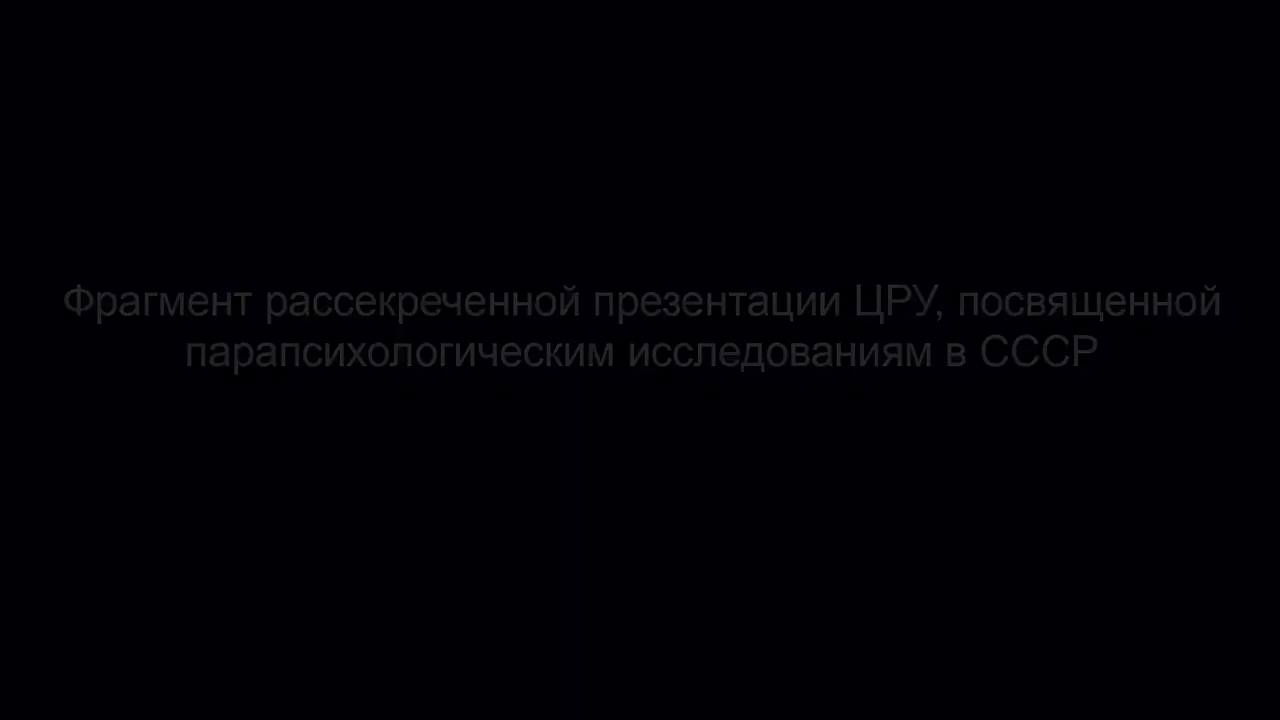 Фрагмент рассекреченной презентации ЦРУ, посвященной
парапсихологическим исследованиям в СССР